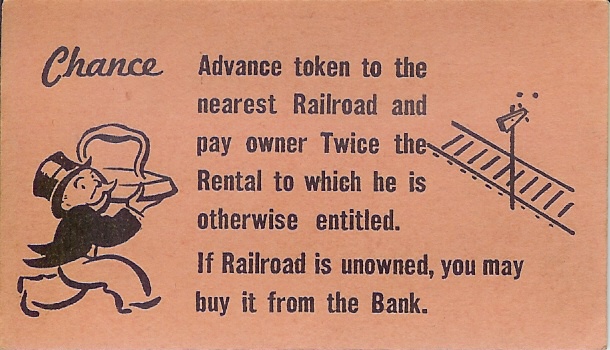 Chance
Advance token to the
nearest Railroad and
pay owner Twice the
Rental to which he is
otherwise entitled.
If Railroad is unowned, you may
buy it from the Bank.